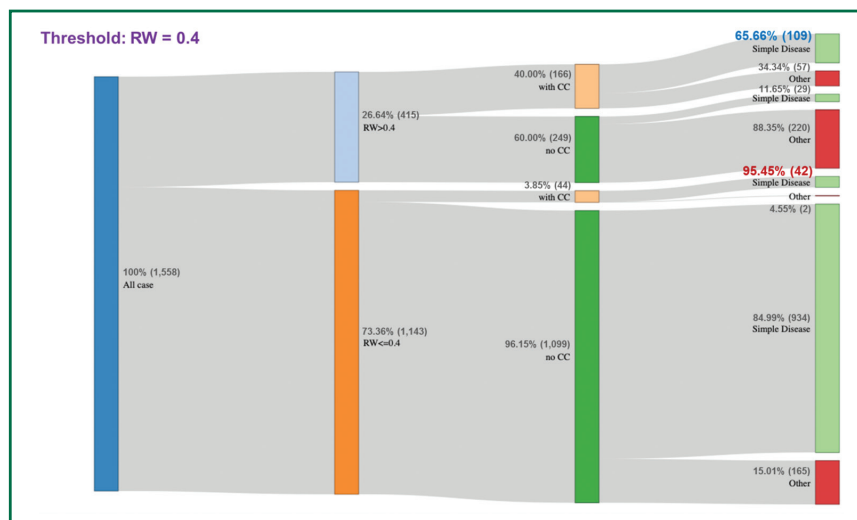 Threshold: RW = 0.4
100% (1,558)
All case
26.64% (415)
RW>0.4
73.36% (1,143)
RW<=0.4
40.00% (166)
with CC
60.00% (249)
no CC
3.85% (44)
with CC
96.15% (1,099)
no CC
65.66% (109)
Simple Disease
34.34% (57)
Other
11.65% (29)
Simple Disease
88.35% (220)
Other
95.45% (42)
Simple Disease
Other
4.55% (2)
84.99% (934)
Simple Disease
15.01% (165)
Other